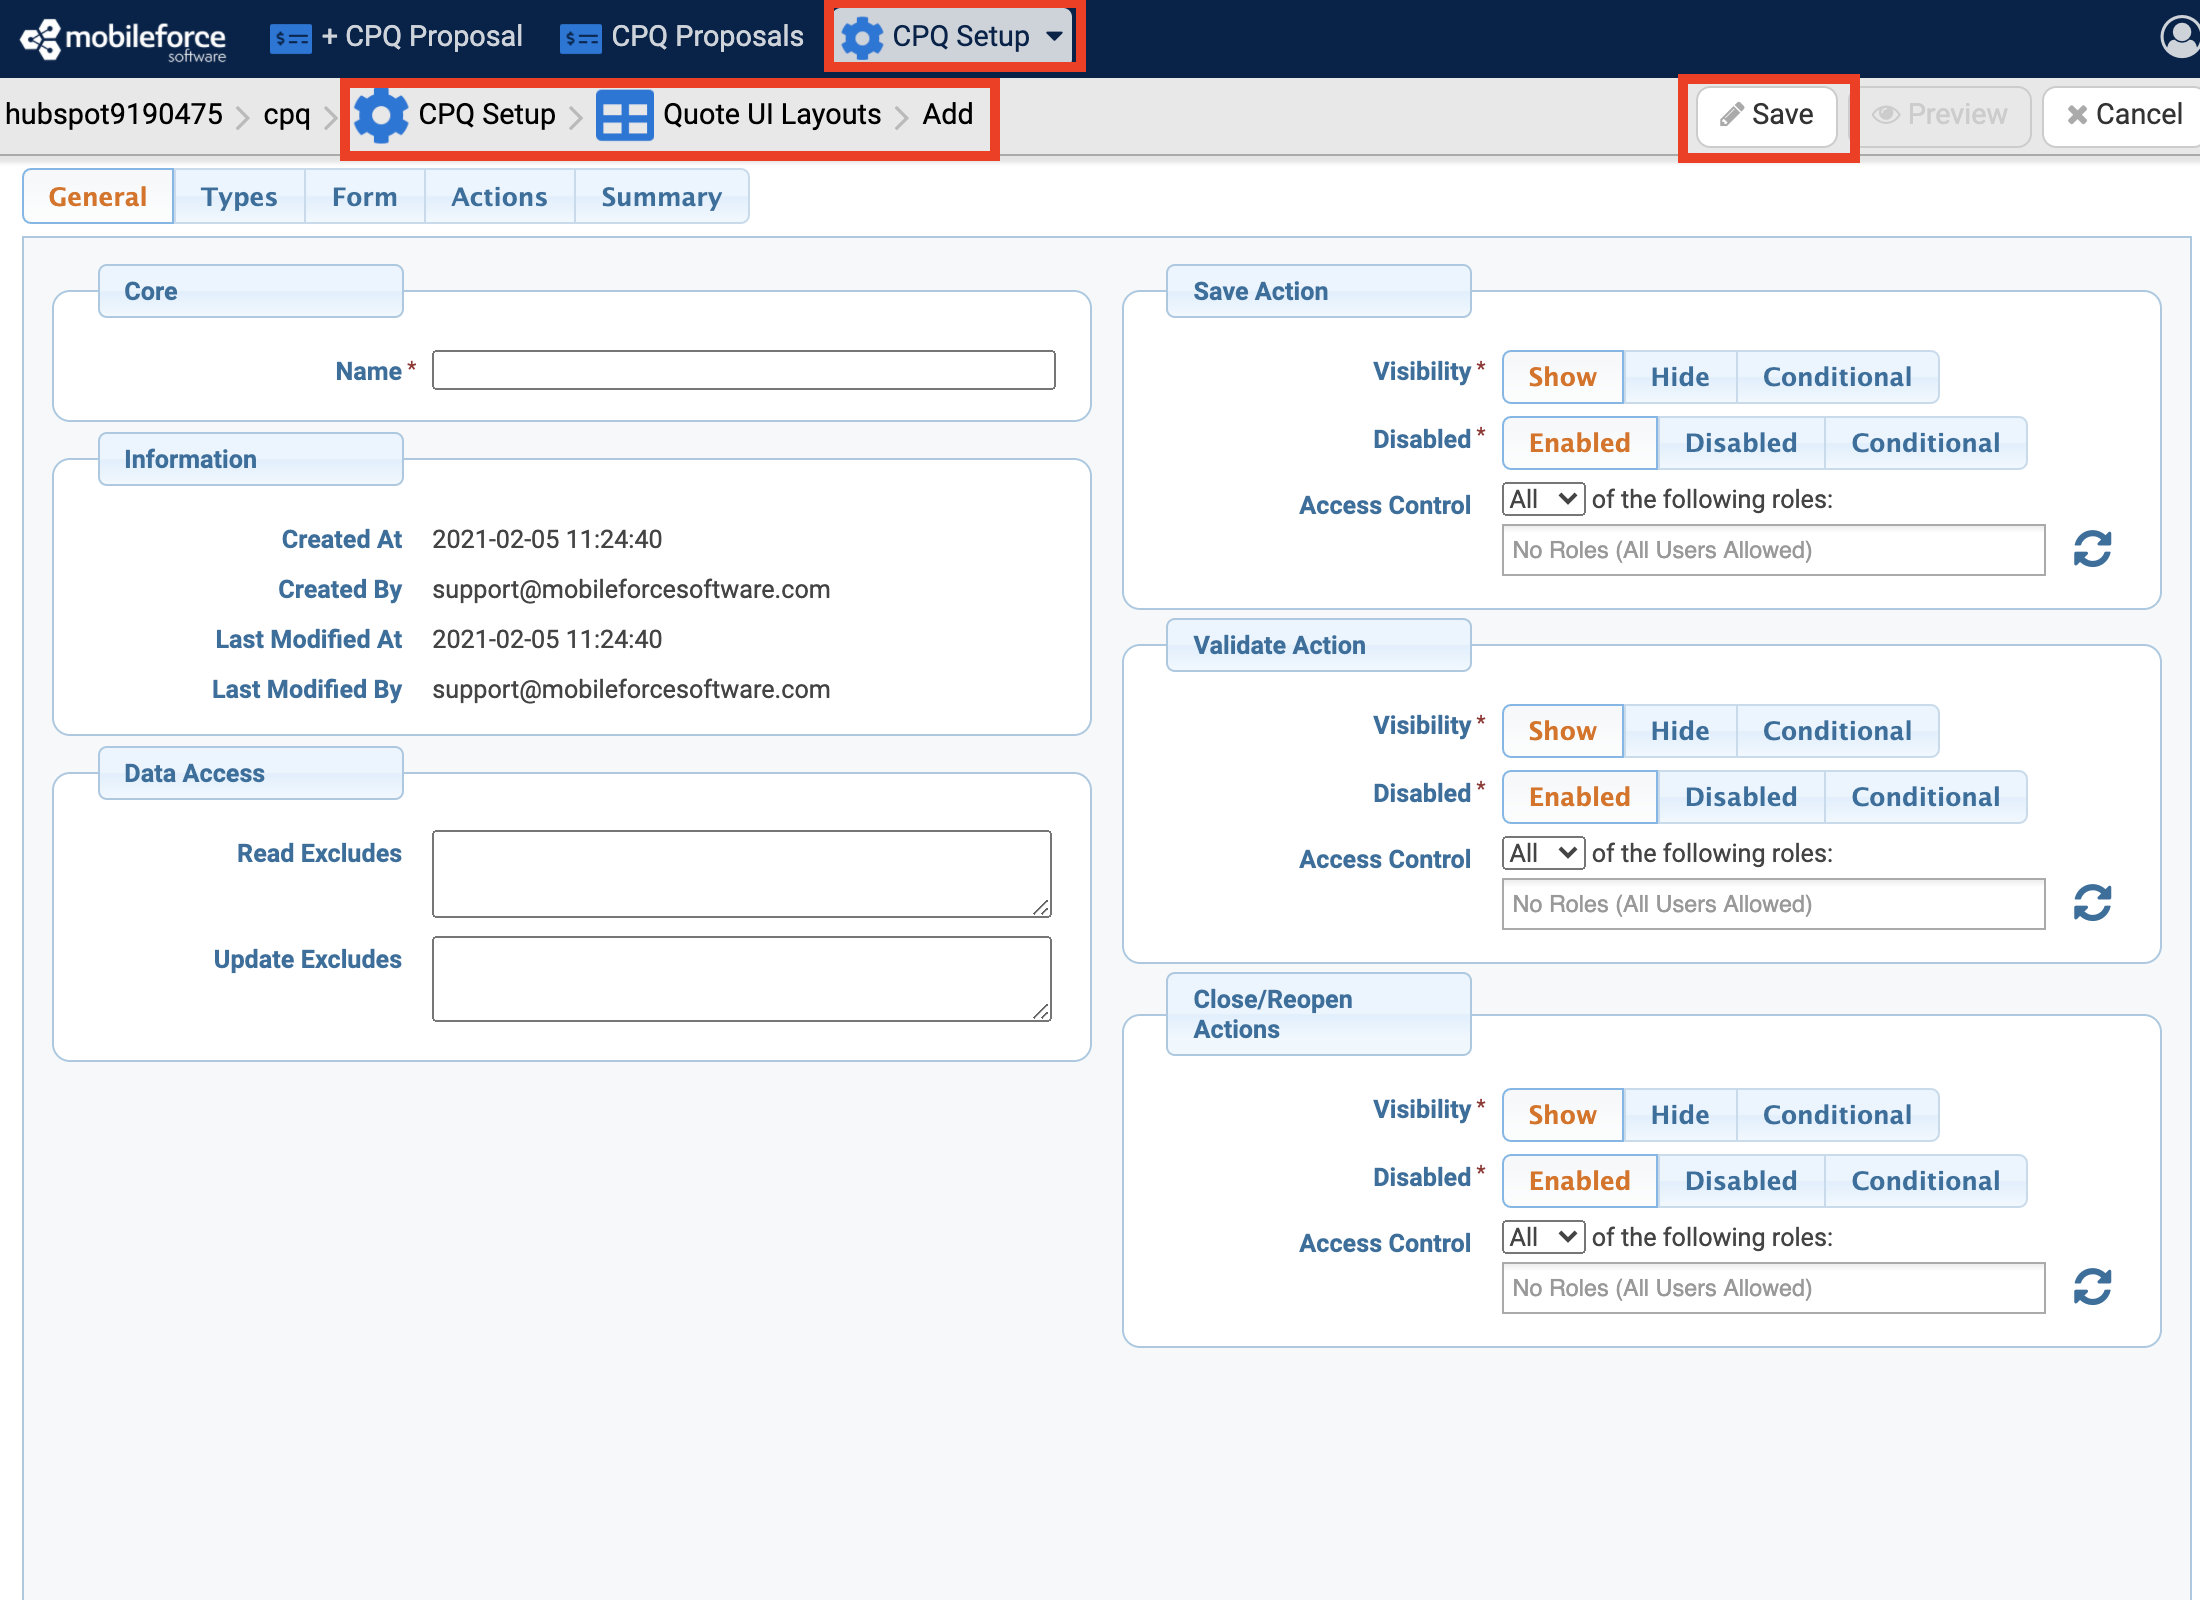 mobileforce
software
+ CPQ Proposal
CPQ Proposals
CPQ Setup
hubspot9190475 cpq CPQ Setup Quote UI Layouts Add
Save
Preview
Cancel
General
Types
Form
Actions
Summary
Core
Name *
Information
Created At 2021-02-05 11:24:40
Created By support@mobileforcesoftware.com
Last Modified At 2021-02-05 11:24:40
Last Modified By support@mobileforcesoftware.com
Data Access
Read Excludes
Update Excludes
Save Action
Visibility * Show Hide Conditional
Disabled * Enabled Disabled Conditional
Access Control All of the following roles:
No Roles (All Users Allowed)
Validate Action
Visibility * Show Hide Conditional
Disabled * Enabled Disabled Conditional
Access Control All of the following roles:
No Roles (All Users Allowed)
Close/Reopen
Actions
Visibility * Show Hide Conditional
Disabled * Enabled Disabled Conditional
Access Control All of the following roles:
No Roles (All Users Allowed)